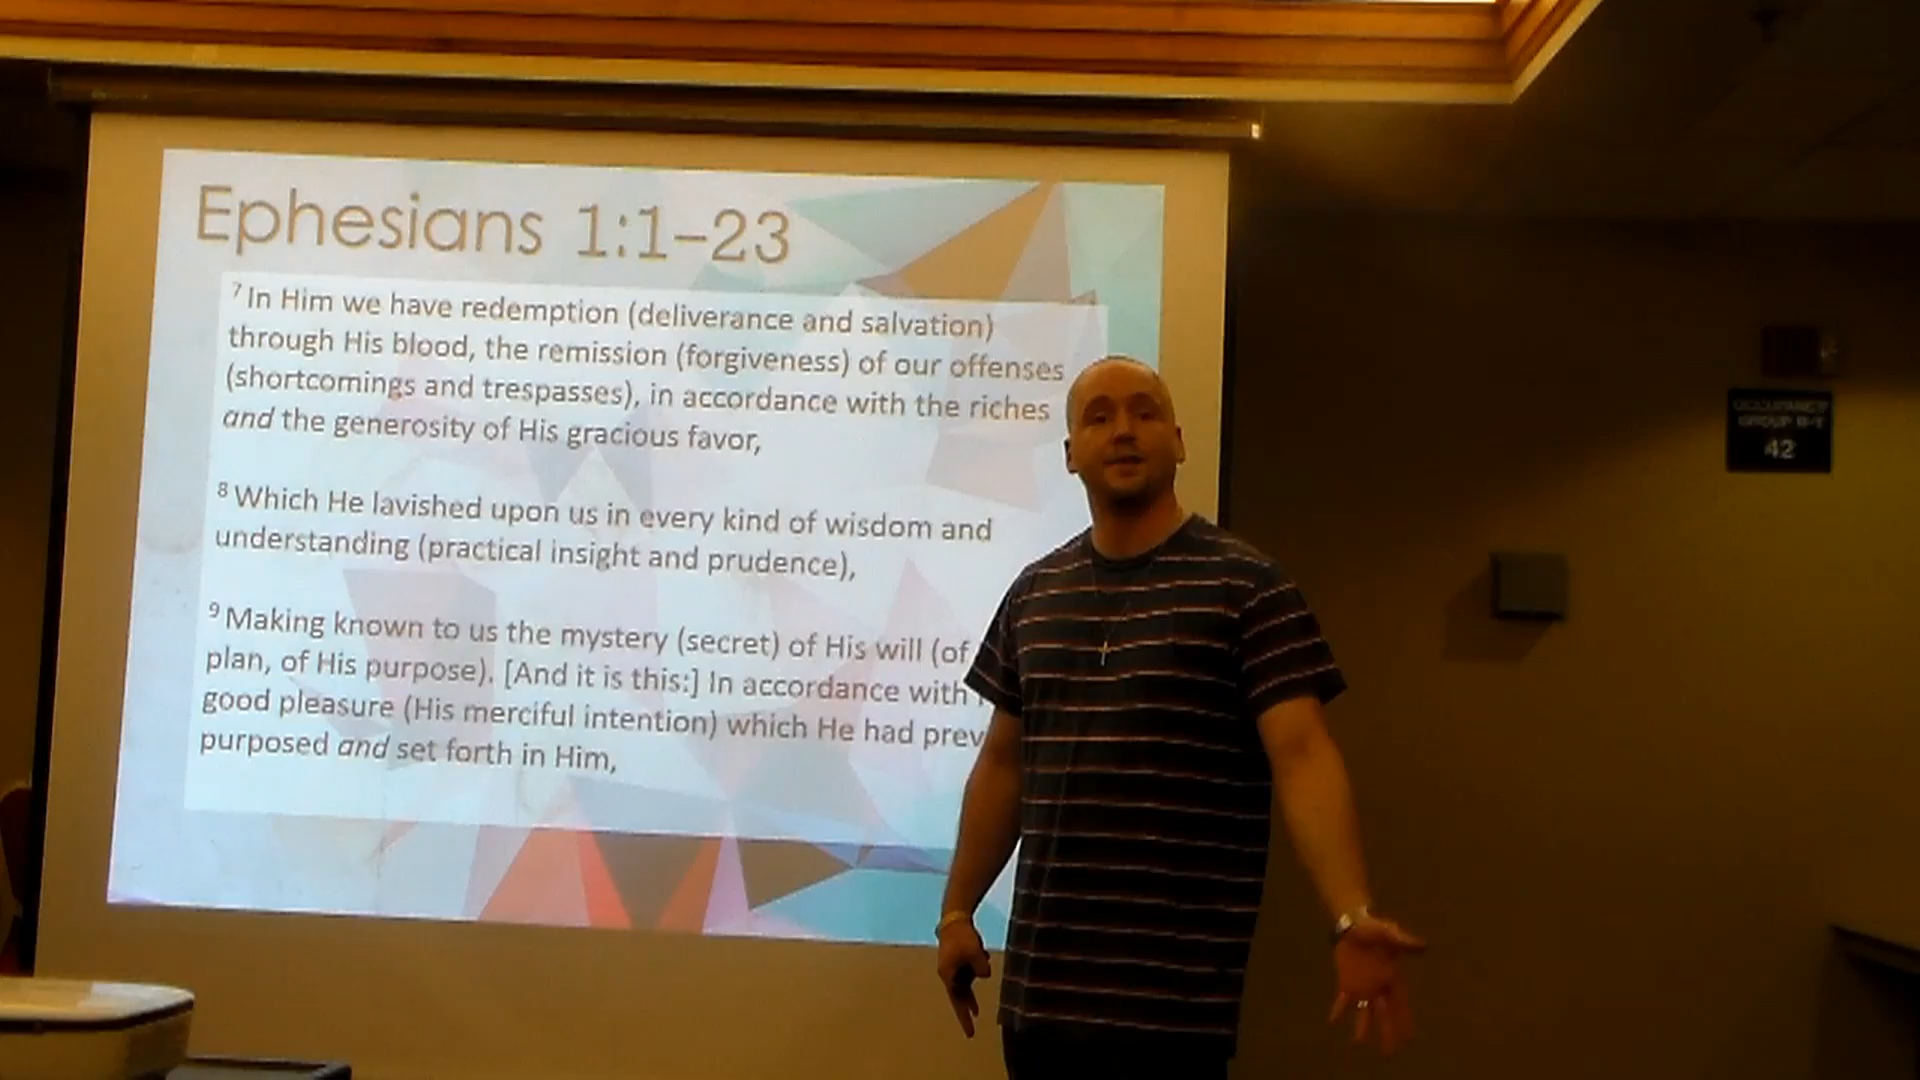 Ephesians 1:1–23
⁷ In Him we have redemption (deliverance and salvation)
through His blood, the remission (forgiveness) of our offenses
(shortcomings and trespasses), in accordance with the riches
and the generosity of His gracious favor,
⁸ Which He lavished upon us in every kind of wisdom and
understanding (practical insight and prudence),
⁹ Making known to us the mystery (secret) of His will (of
plan, of His purpose). [And it is this:] In accordance with
good pleasure (His merciful intention) which He had prev
purposed and set forth in Him,
OCCUPANCY
GROUP B-1
42